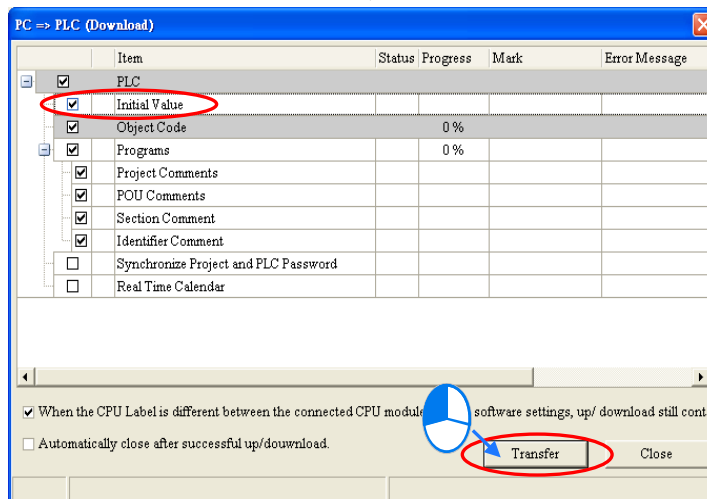 PC => PLC (Download)
Item Status Progress Mark Error Message
PLC
Initial Value
Object Code 0 %
Programs 0 %
Project Comments
POU Comments
Section Comment
Identifier Comment
Synchronize Project and PLC Password
Real Time Calendar
When the CPU Label is different between the connected CPU module software settings, up/ download still cont
Automatically close after successful up/douwnload.
Transfer Close